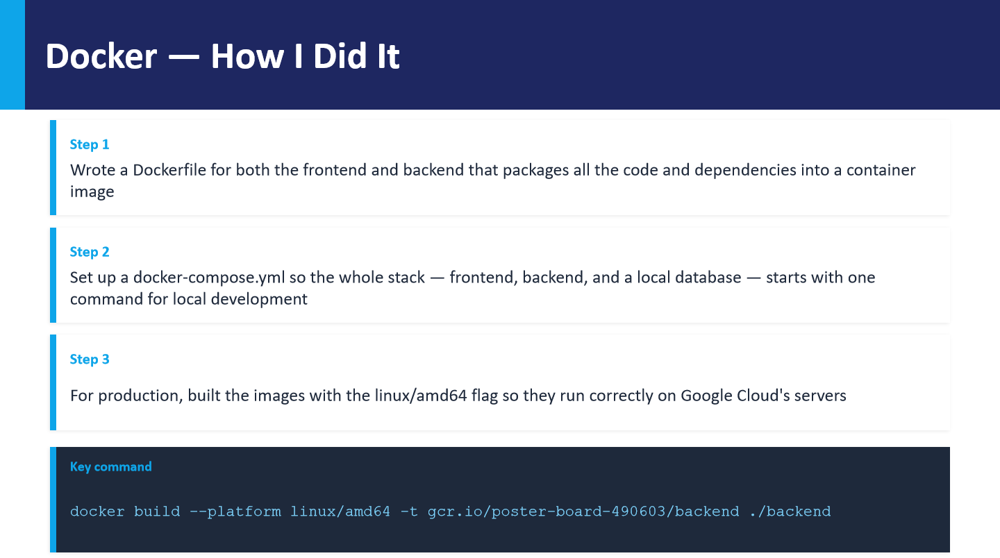 Docker — How I Did It
Step 1
Wrote a Dockerfile for both the frontend and backend that packages all the code and dependencies into a container
image
Step 2
Set up a docker-compose.yml so the whole stack — frontend, backend, and a local database — starts with one
command for local development
Step 3
For production, built the images with the linux/amd64 flag so they run correctly on Google Cloud's servers
Key command
docker build --platform linux/amd64 -t gcr.io/poster-board-490603/backend ./backend